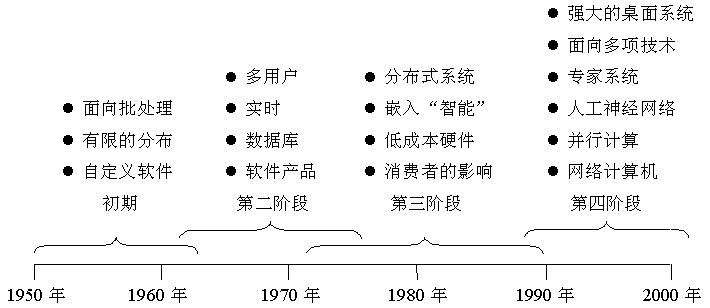 ● 强大的桌面系统
● 面向多项技术
● 多用户
● 分布式系统
● 专家系统
● 面向批处理
● 实时
● 嵌入“智能”
● 人工神经网络
● 有限的分布
● 数据库
● 低成本硬件
● 并行计算
● 自定义软件
● 软件产品
● 消费者的影响
● 网络计算机
初期
第二阶段
第三阶段
第四阶段
1950 年
1960 年
1970 年
1980 年
1990 年
2000 年